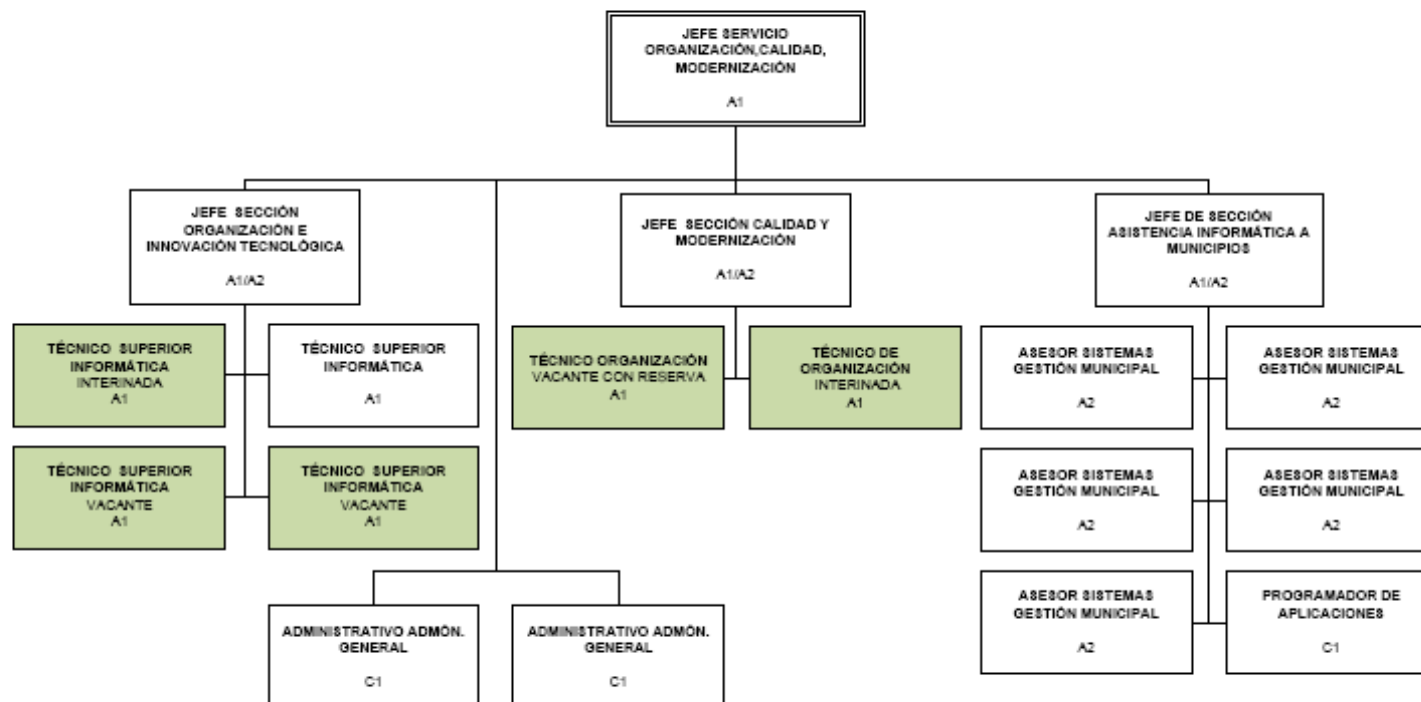 JEFE SERVICIO
ORGANIZACIÓN,CALIDAD,
MODERNIZACIÓN
A1
JEFE SECCIÓN
ORGANIZACIÓN E
INNOVACIÓN TECNOLÓGICA
A1/A2
JEFE SECCIÓN CALIDAD Y
MODERNIZACIÓN
A1/A2
JEFE DE SECCIÓN
ASISTENCIA INFORMÁTICA A
MUNICIPIOS
A1/A2
TÉCNICO SUPERIOR
INFORMÁTICA
INTERINADA
A1
TÉCNICO SUPERIOR
INFORMÁTICA
A1
TÉCNICO ORGANIZACIÓN
VACANTE CON RESERVA
A1
TÉCNICO DE
ORGANIZACIÓN
INTERINADA
A1
ASESOR SISTEMAS
GESTIÓN MUNICIPAL
A2
ASESOR SISTEMAS
GESTIÓN MUNICIPAL
A2
TÉCNICO SUPERIOR
INFORMÁTICA
VACANTE
A1
TÉCNICO SUPERIOR
INFORMÁTICA
VACANTE
A1
ASESOR SISTEMAS
GESTIÓN MUNICIPAL
A2
ASESOR SISTEMAS
GESTIÓN MUNICIPAL
A2
ADMINISTRATIVO ADMÓN.
GENERAL
C1
ADMINISTRATIVO ADMÓN.
GENERAL
C1
ASESOR SISTEMAS
GESTIÓN MUNICIPAL
A2
PROGRAMADOR DE
APLICACIONES
C1